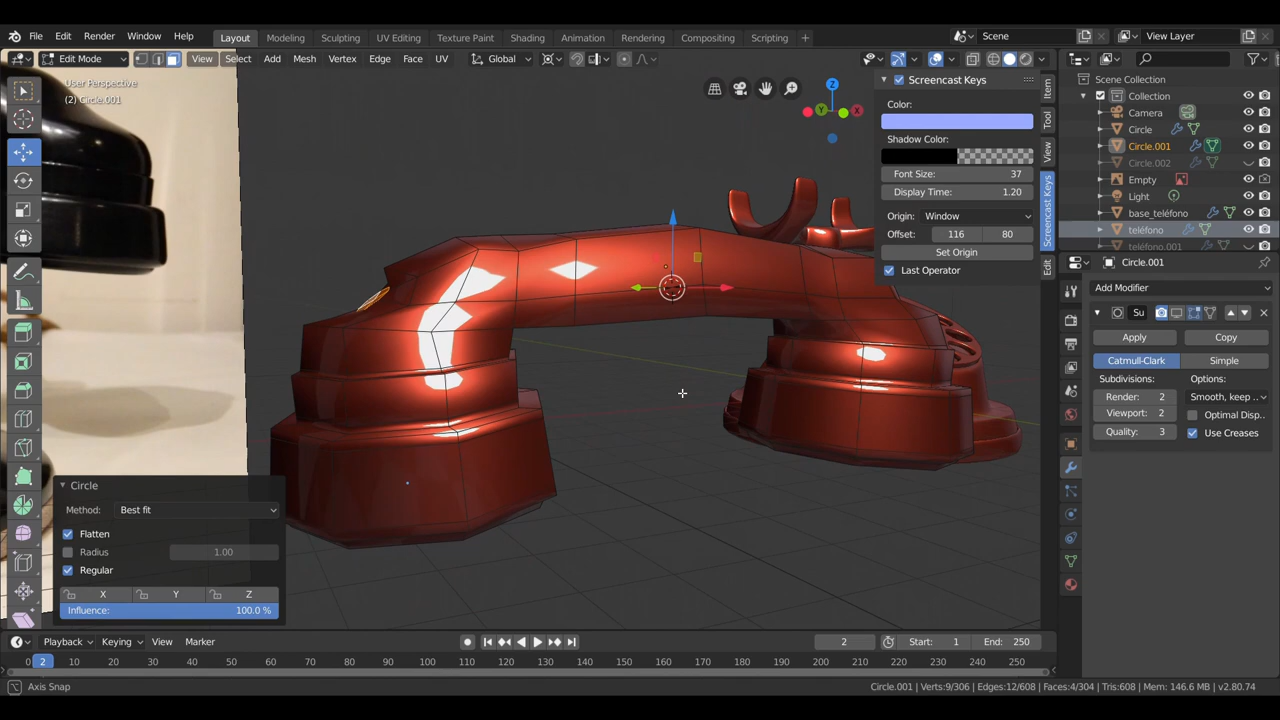 File Edit Render Window Help Layout Modeling Sculpting UV Editing Texture Paint Shading Animation Rendering Compositing Scripting + Scene View Layer
Edit Mode View Select Add Mesh Vertex Edge Face UV Global
User Perspective
(2) Circle.001
Z
Y
X
Screencast Keys
Color:
Shadow Color:
Font Size: 37
Display Time: 1.20
Origin: Window
Offset: 116 80
Set Origin
Last Operator
Item
Tool
View
Screencast Keys
Edit
Scene Collection
Collection
Camera
Circle
Circle.001
Circle.002
Empty
Light
base_teléfono
teléfono
teléfono.001
Circle.001
Add Modifier
Su
Apply Copy
Catmull-Clark Simple
Subdivisions: Options:
Render: 2 Smooth, keep ..
Viewport: 2 Optimal Disp..
Quality: 3 Use Creases
Circle
Method: Best fit
Flatten
Radius 1.00
Regular
X Y Z
Influence: 100.0 %
Playback Keying View Marker 2 Start: 1 End: 250
0 2 10 20 30 40 50 60 70 80 90 100 110 120 130 140 150 160 170 180 190 200 210 220 230 240 250
Axis Snap Circle.001 | Verts:9/306 | Edges:12/608 | Faces:4/304 | Tris:608 | Mem: 146.6 MB | v2.80.74